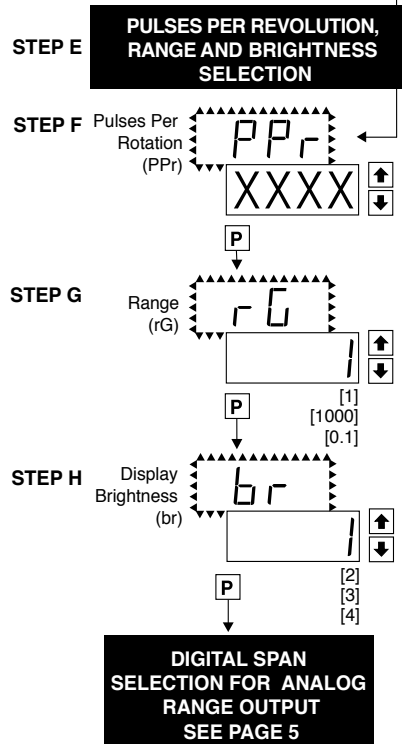 STEP E
PULSES PER REVOLUTION,
RANGE AND BRIGHTNESS
SELECTION
STEP F
Pulses Per
Rotation
(PPr)
PPr
XXXX
P
STEP G
Range
(rG)
rG
1
[1]
[1000]
[0.1]
P
STEP H
Display
Brightness
(br)
br
1
[2]
[3]
[4]
P
DIGITAL SPAN
SELECTION FOR ANALOG
RANGE OUTPUT
SEE PAGE 5